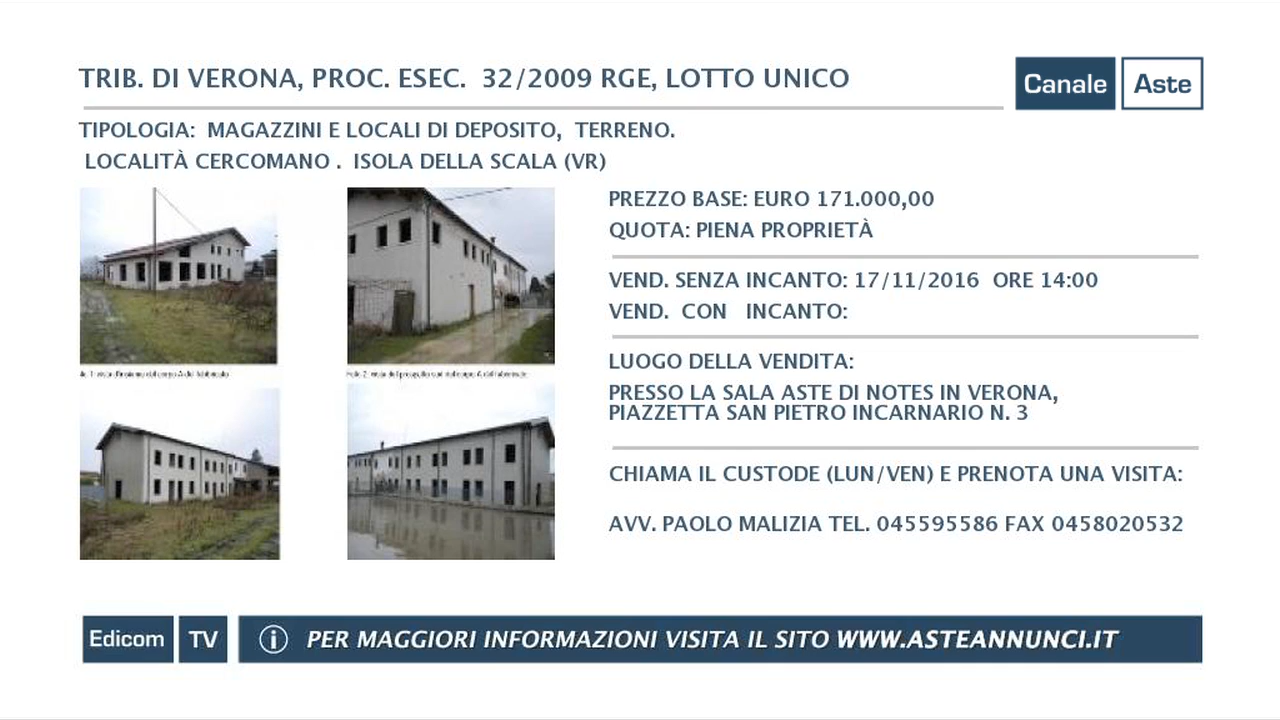 TRIB. DI VERONA, PROC. ESEC. 32/2009 RGE, LOTTO UNICO
Canale Aste
TIPOLOGIA: MAGAZZINI E LOCALI DI DEPOSITO, TERRENO.
LOCALITÀ CERCOMANO . ISOLA DELLA SCALA (VR)
PREZZO BASE: EURO 171.000,00
QUOTA: PIENA PROPRIETÀ
VEND. SENZA INCANTO: 17/11/2016 ORE 14:00
VEND. CON INCANTO:
LUOGO DELLA VENDITA:
PRESSO LA SALA ASTE DI NOTES IN VERONA,
PIAZZETTA SAN PIETRO INCARNARIO N. 3
CHIAMA IL CUSTODE (LUN/VEN) E PRENOTA UNA VISITA:
AVV. PAOLO MALIZIA TEL. 045595586 FAX 0458020532
Edicom TV
PER MAGGIORI INFORMAZIONI VISITA IL SITO WWW.ASTEANNUNCI.IT